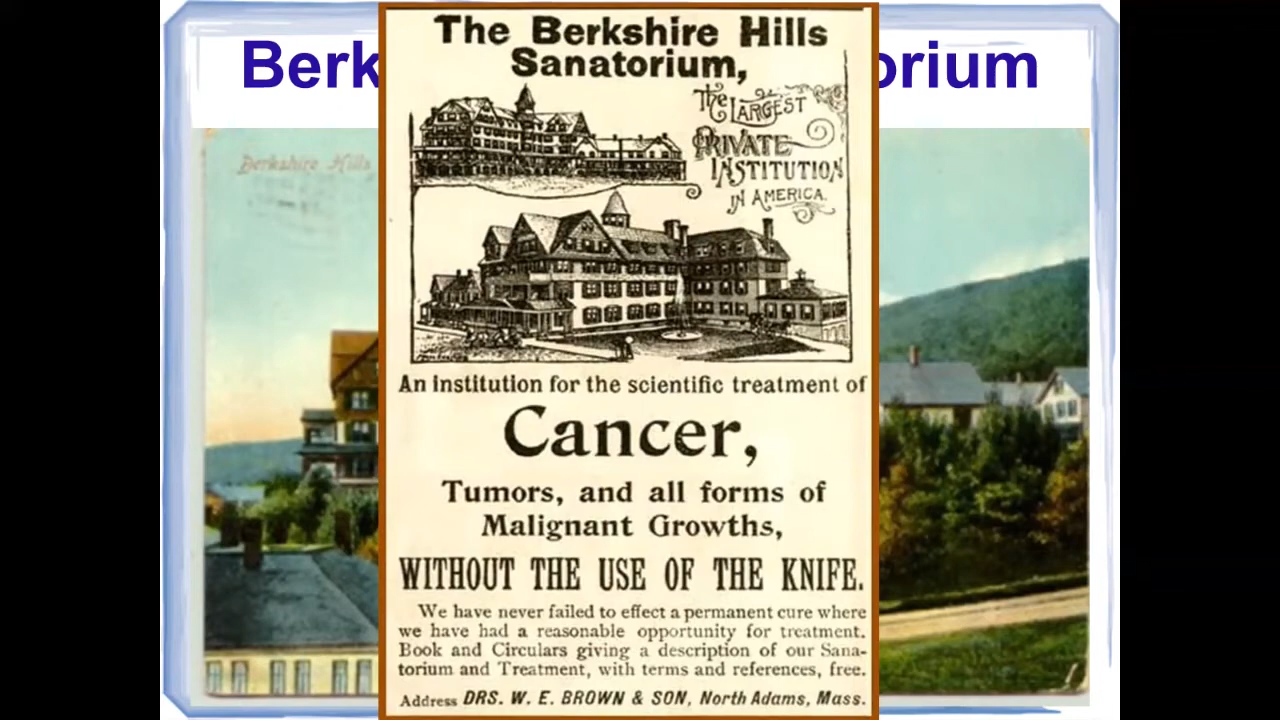 Berk
orium
Berkshire Hills
The Berkshire Hills
Sanatorium,
The LARGEST
PRIVATE
INSTITUTION
IN AMERICA.
An institution for the scientific treatment of
Cancer,
Tumors, and all forms of
Malignant Growths,
WITHOUT THE USE OF THE KNIFE.
We have never failed to effect a permanent cure where
we have had a reasonable opportunity for treatment.
Book and Circulars giving a description of our Sana-
torium and Treatment, with terms and references, free.
Address DRS. W. E. BROWN & SON, North Adams, Mass.